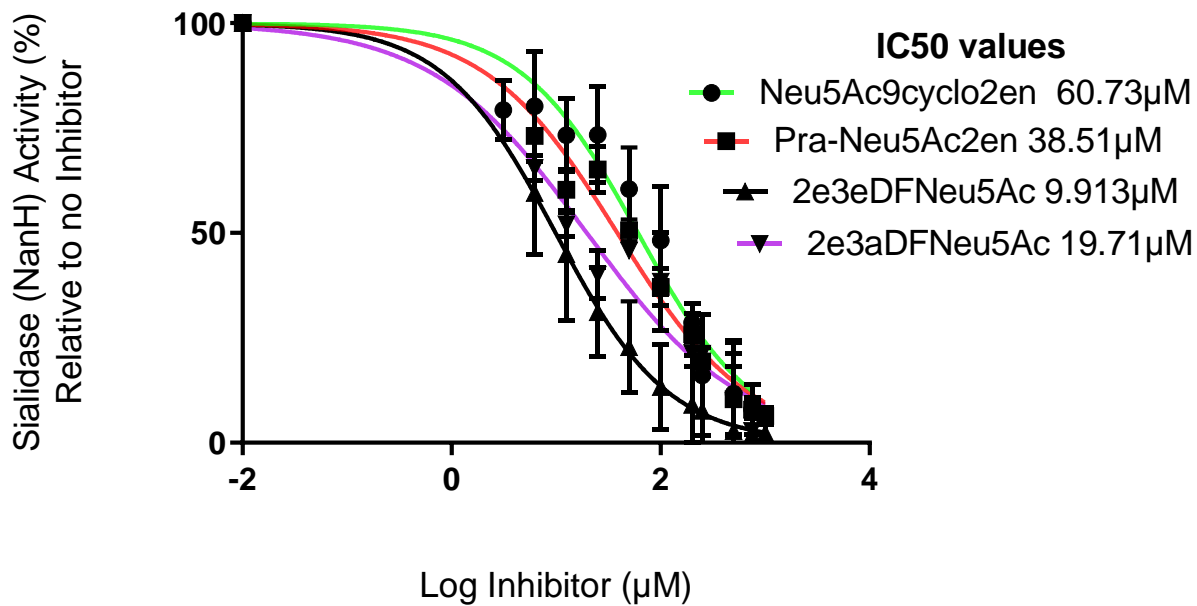 Sialidase (NanH) Activity (%)
Relative to no Inhibitor
100
50
0
-2
0
2
4
Log Inhibitor (µM)
IC50 values
Neu5Ac9cyclo2en 60.73µM
Pra-Neu5Ac2en 38.51µM
2e3eDFNeu5Ac 9.913µM
2e3aDFNeu5Ac 19.71µM